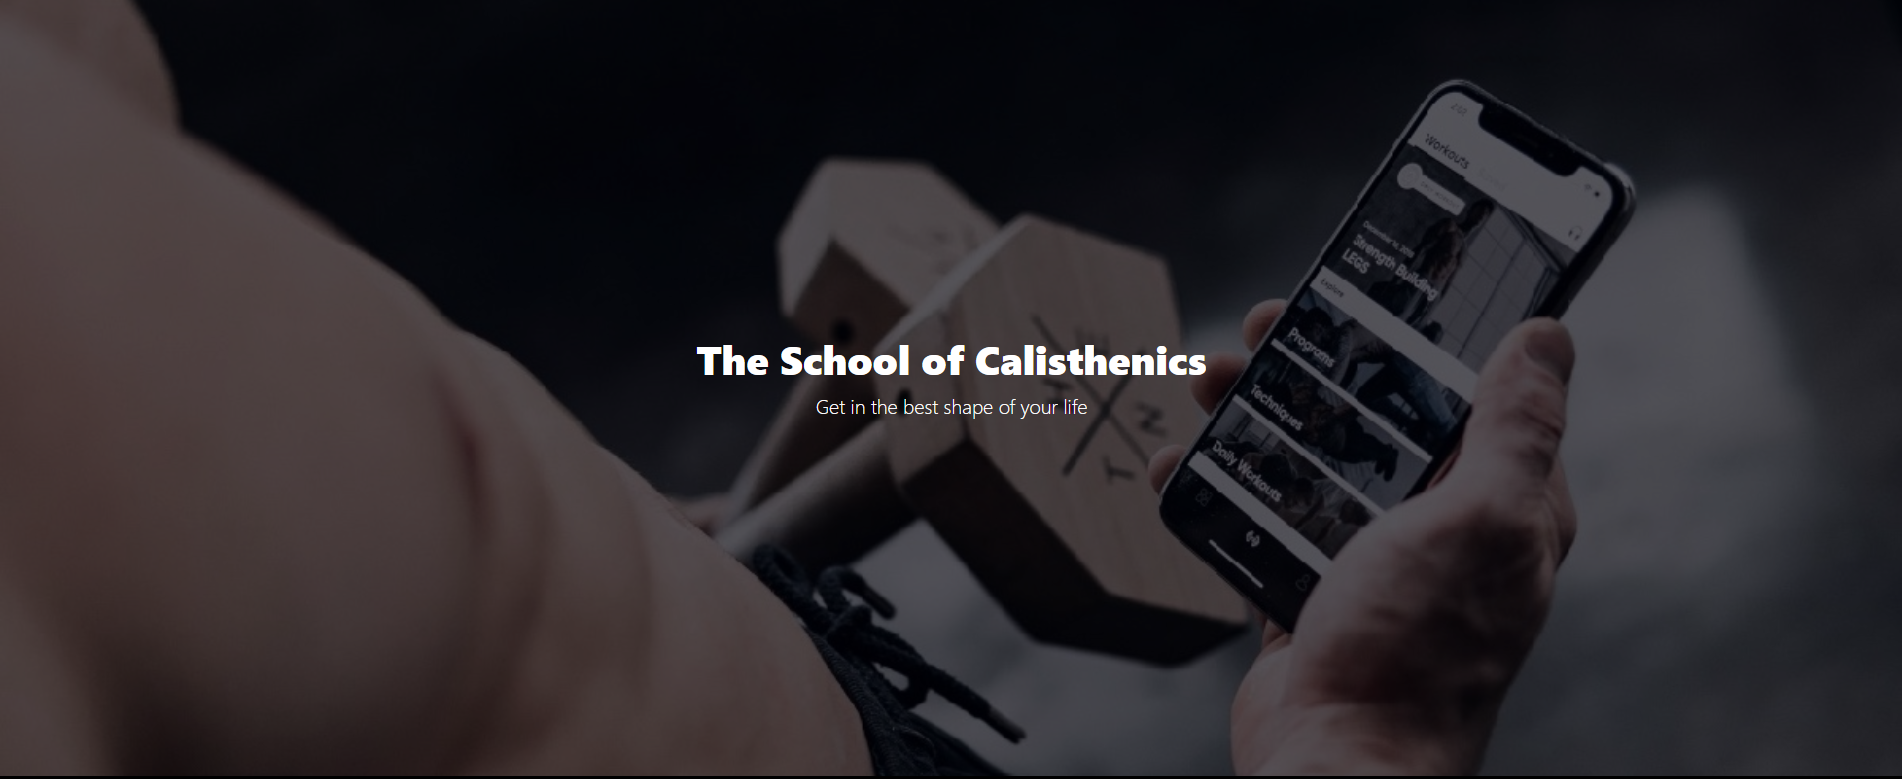 The School of Calisthenics
Get in the best shape of your life
Workouts
Strength Building
LEGS
Explore
Programs
Techniques
Daily Workouts